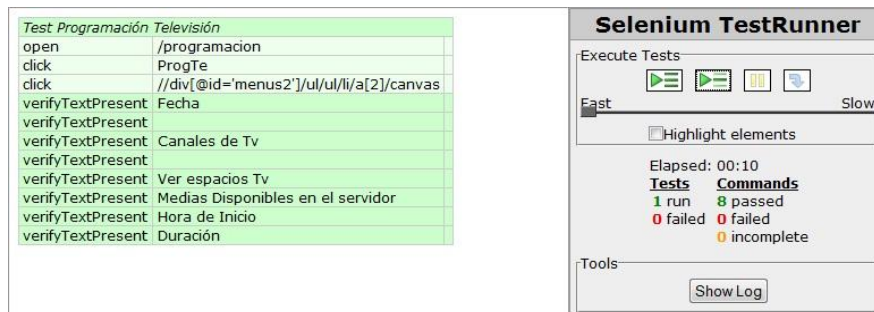 Test Programación Televisión
open /programacion
click ProgTe
click //div[@id='menus2']/ul/ul/li/a[2]/canvas
verifyTextPresent Fecha
verifyTextPresent
verifyTextPresent Canales de Tv
verifyTextPresent
verifyTextPresent Ver espacios Tv
verifyTextPresent Medias Disponibles en el servidor
verifyTextPresent Hora de Inicio
verifyTextPresent Duración
Selenium TestRunner
Execute Tests
Fast Slow
Highlight elements
Elapsed: 00:10
Tests Commands
1 run 8 passed
0 failed 0 failed
0 incomplete
Tools
Show Log